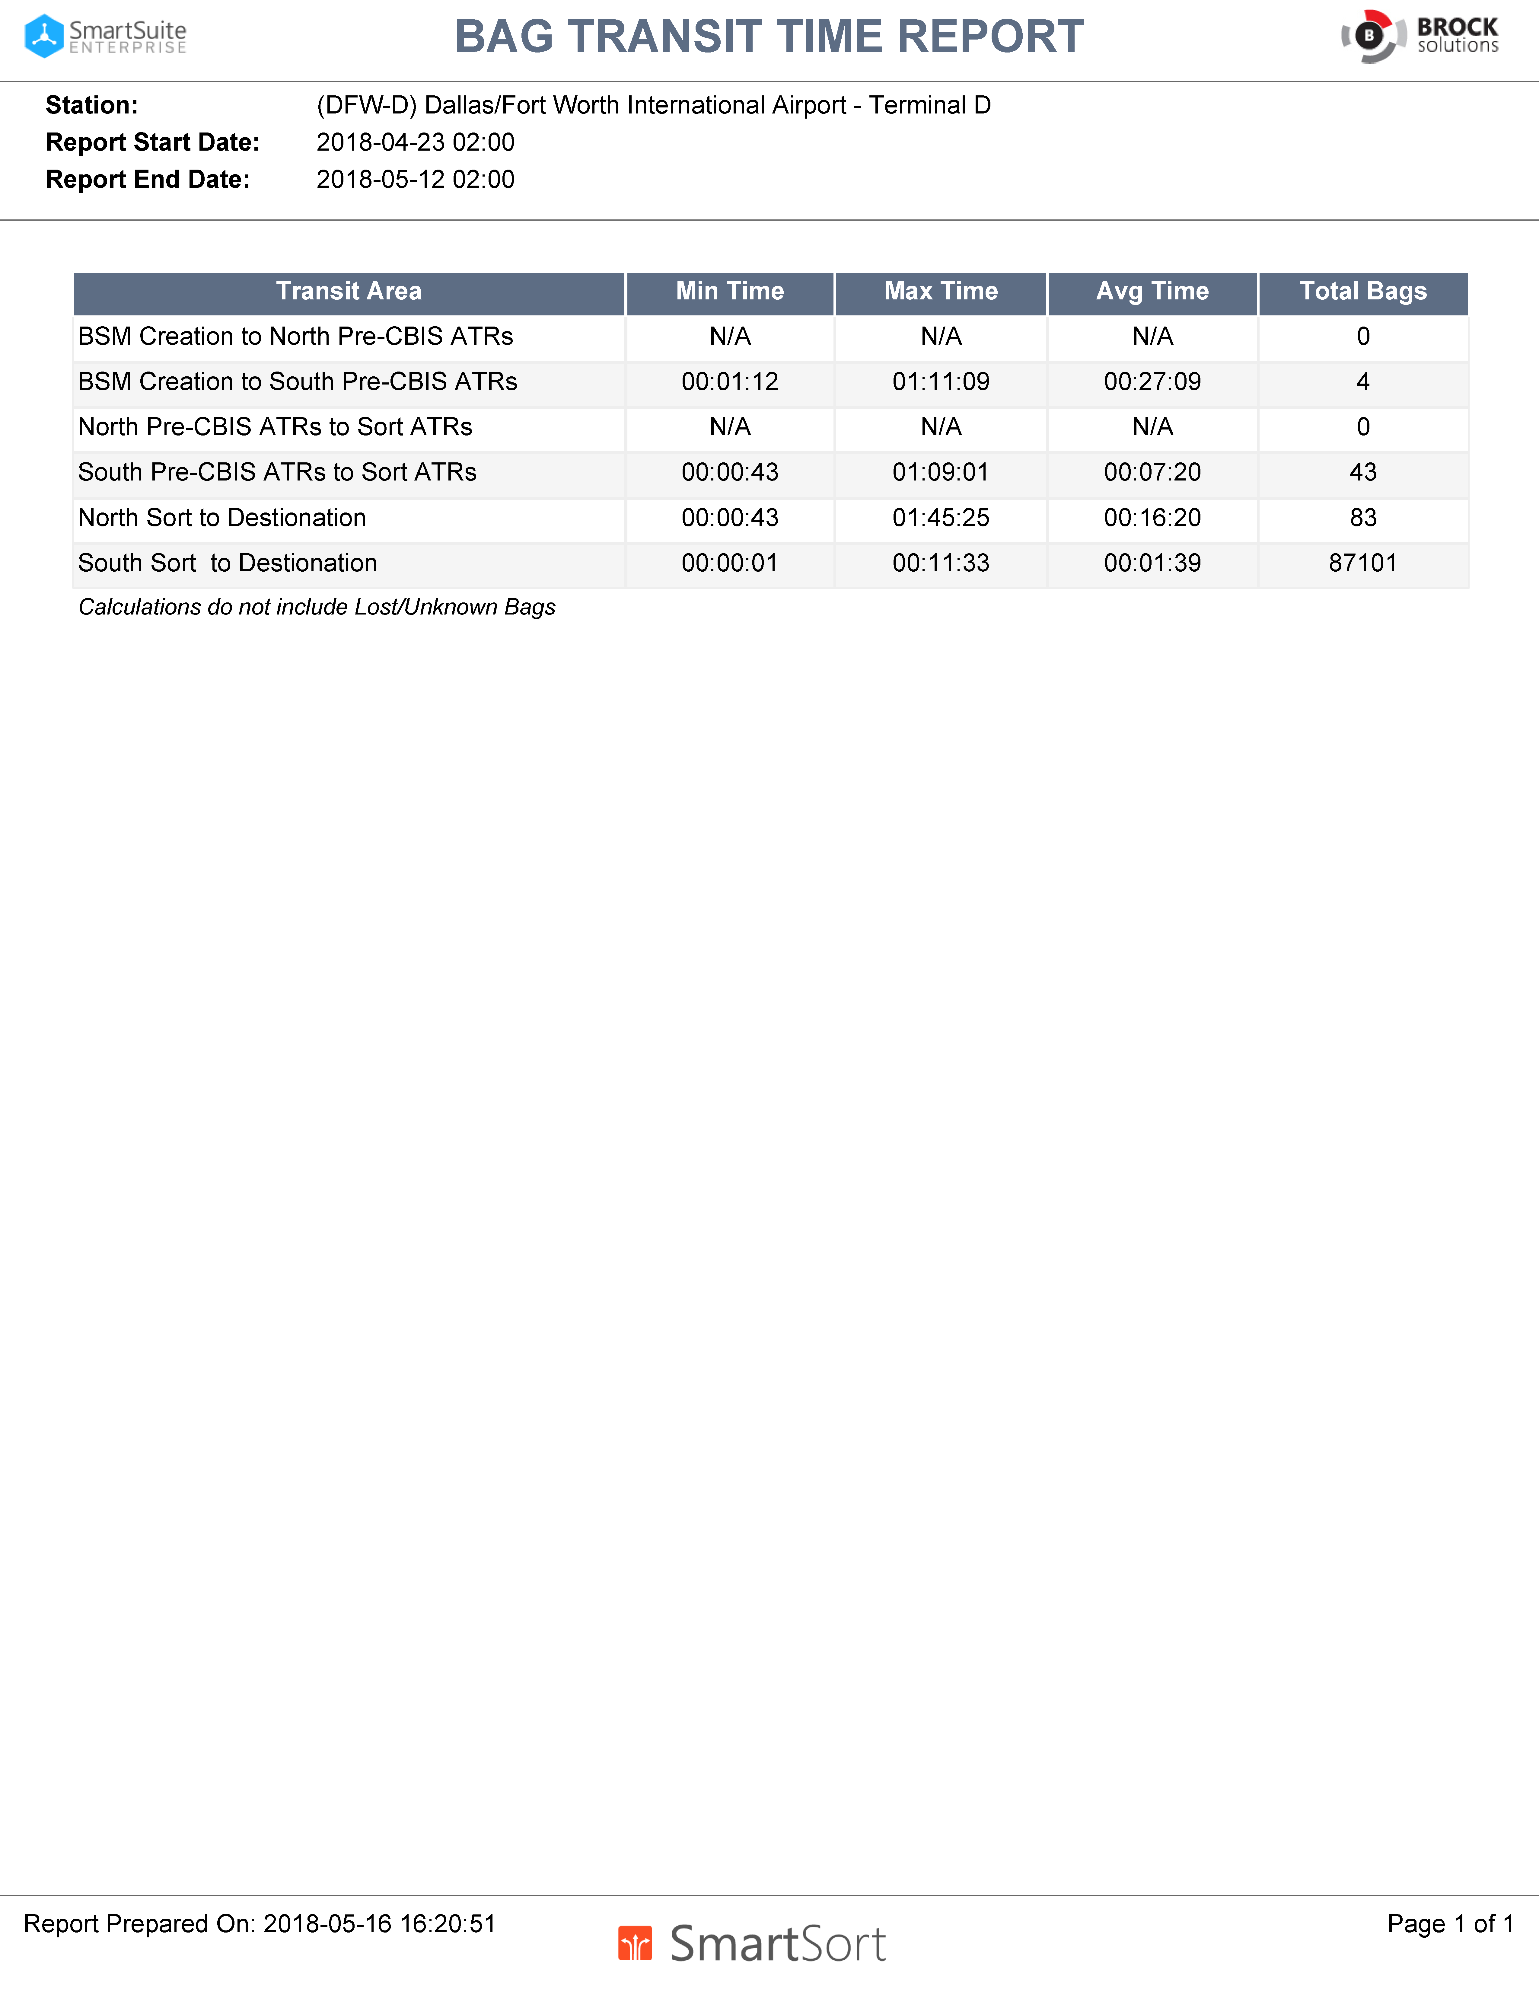 SmartSuite
ENTERPRISE
BAG TRANSIT TIME REPORT
B
BROCK
solutions
Station: (DFW-D) Dallas/Fort Worth International Airport - Terminal D
Report Start Date: 2018-04-23 02:00
Report End Date: 2018-05-12 02:00
Transit Area Min Time Max Time Avg Time Total Bags
BSM Creation to North Pre-CBIS ATRs N/A N/A N/A 0
BSM Creation to South Pre-CBIS ATRs 00:01:12 01:11:09 00:27:09 4
North Pre-CBIS ATRs to Sort ATRs N/A N/A N/A 0
South Pre-CBIS ATRs to Sort ATRs 00:00:43 01:09:01 00:07:20 43
North Sort to Destionation 00:00:43 01:45:25 00:16:20 83
South Sort  to Destionation 00:00:01 00:11:33 00:01:39 87101
Calculations do not include Lost/Unknown Bags
Report Prepared On: 2018-05-16 16:20:51
SmartSort
Page 1 of 1